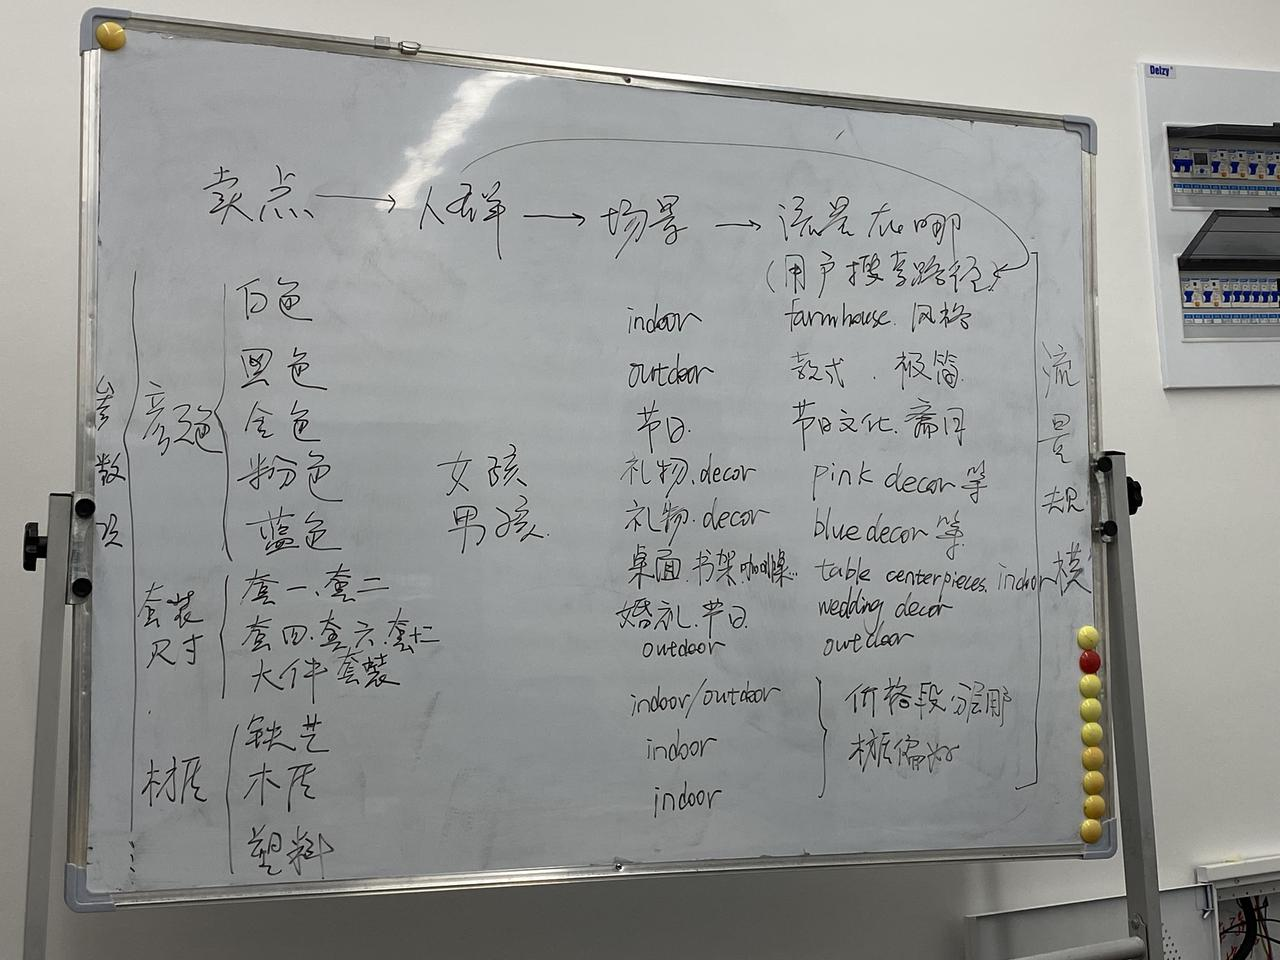 Delzy
卖点 → 人群 → 场景 → 流量在哪
(用户搜索路径)
白色 indoor farmhouse. 风格
黑色 outdoor 款式. 极简
金色 节日. 节日文化. 斋月
粉色 女孩 礼物. decor pink decor 等
蓝色 男孩. 礼物. decor blue decor 等
颜色
参数
流量规模
套装尺寸
套一. 套二 桌面. 书架. table centerpieces. indoor
套四. 套六. 套十二 婚礼. 节日. wedding decor
大件套装 outdoor outdoor
材质
铁艺 indoor/outdoor 价格段分层用
木质 indoor 材质偏好
塑料 indoor